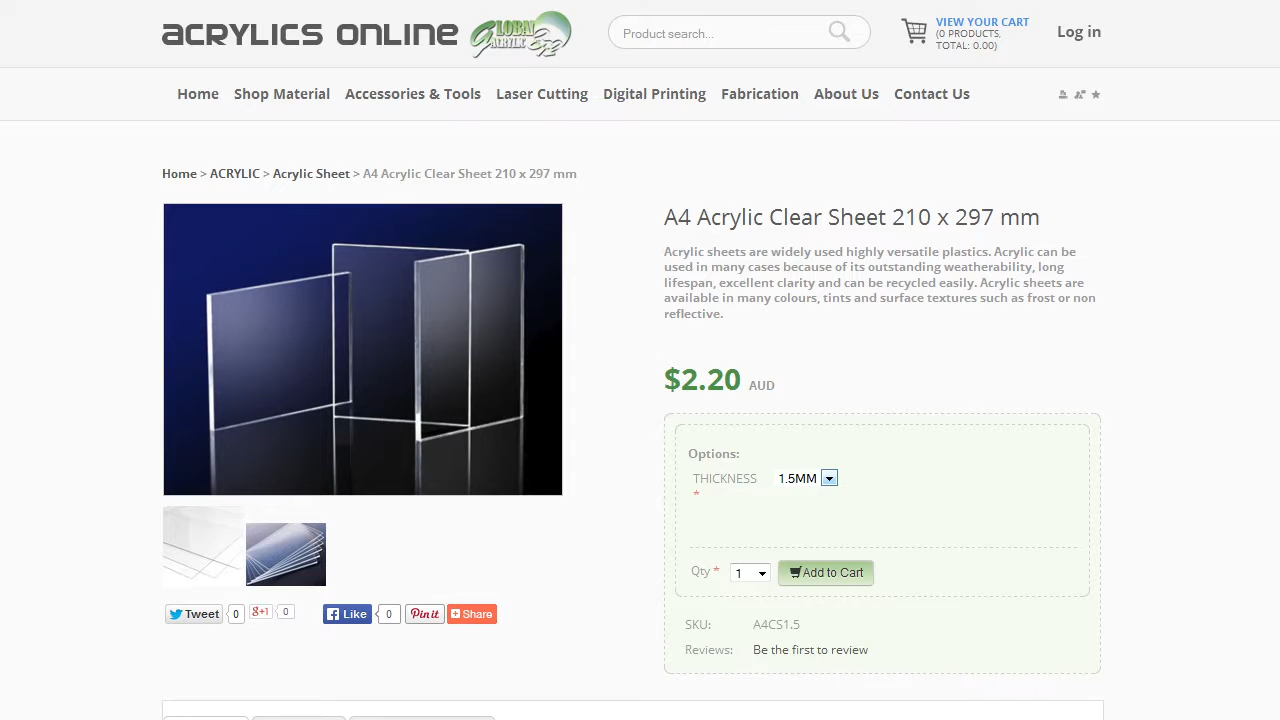 ACRYLICS ONLINE
GLOBAL
ACRYLIC
Product search...
VIEW YOUR CART
(0 PRODUCTS,
TOTAL: 0.00)
Log in
Home Shop Material Accessories & Tools Laser Cutting Digital Printing Fabrication About Us Contact Us
Home > ACRYLIC > Acrylic Sheet > A4 Acrylic Clear Sheet 210 x 297 mm
A4 Acrylic Clear Sheet 210 x 297 mm
Acrylic sheets are widely used highly versatile plastics. Acrylic can be
used in many cases because of its outstanding weatherability, long
lifespan, excellent clarity and can be recycled easily. Acrylic sheets are
available in many colours, tints and surface textures such as frost or non
reflective.
$2.20 AUD
Options:
THICKNESS 1.5MM
*
Qty * 1 Add to Cart
SKU: A4CS1.5
Reviews: Be the first to review
Tweet 0 g+1 0 Like 0 Pin it Share